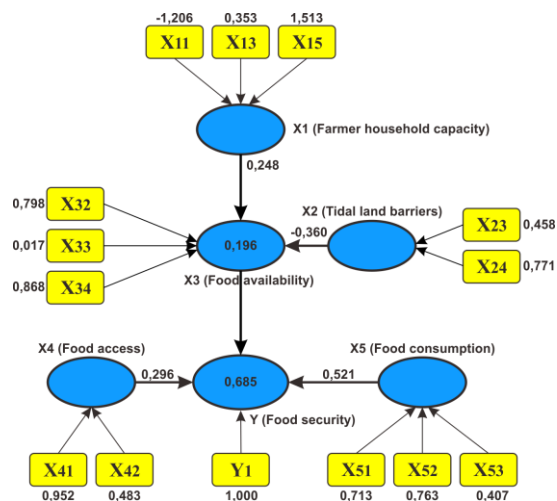 -1,206 0,353 1,513
X11 X13 X15
X1 (Farmer household capacity)
0,248
0,798 X32
X2 (Tidal land barriers)
X23 0,458
0,017 X33
0,196
-0,360
X24 0,771
0,868 X34
X3 (Food availability)
X4 (Food access)
X5 (Food consumption)
0,296
0,685
0,521
Y (Food security)
X41 X42 Y1 X51 X52 X53
0,952 0,483 1.000 0,713 0,763 0,407